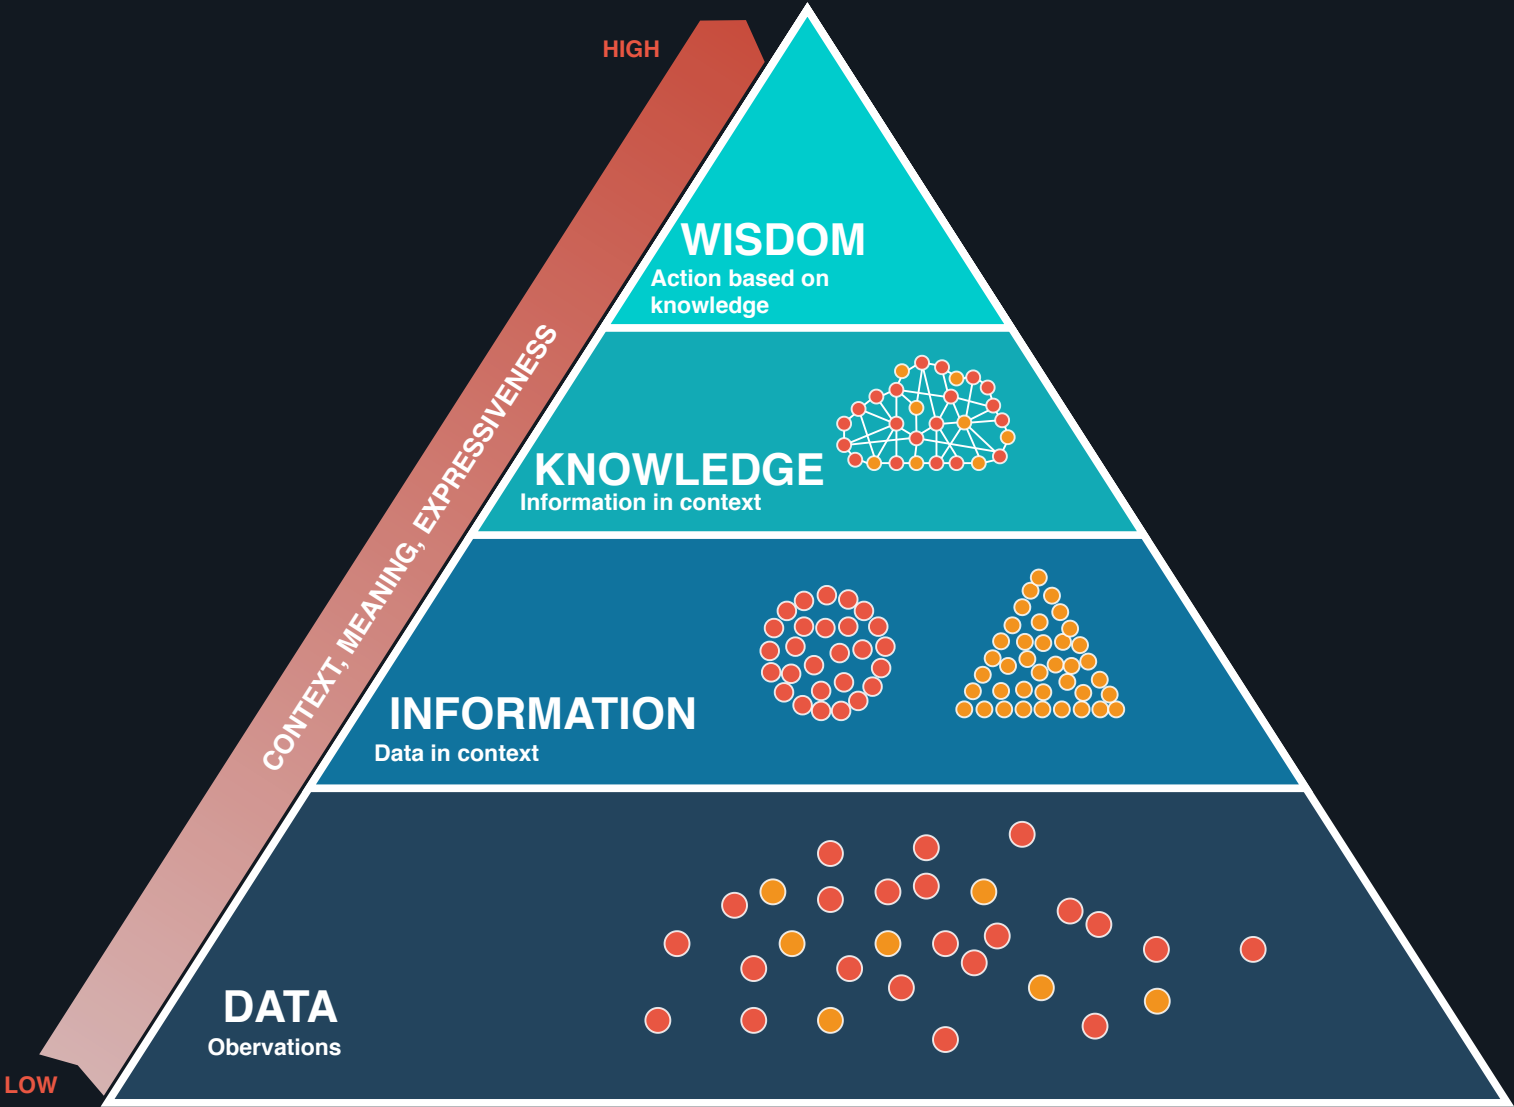 HIGH
WISDOM
Action based on
knowledge
KNOWLEDGE
Information in context
CONTEXT, MEANING, EXPRESSIVENESS
INFORMATION
Data in context
DATA
Obervations
LOW